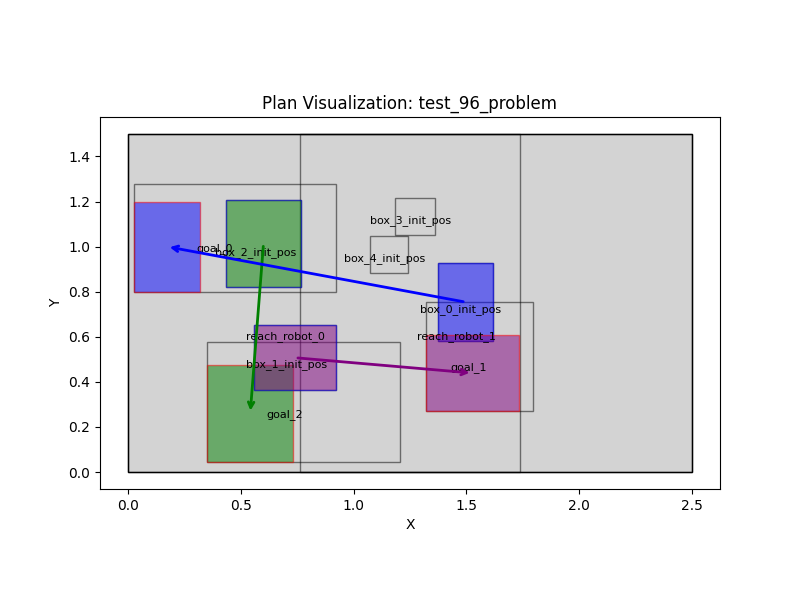 Plan Visualization: test_96_problem
Y
1.4
1.2
1.0
0.8
0.6
0.4
0.2
0.0
box_3_init_pos
goal_0
box_2_init_pos
box_4_init_pos
box_0_init_pos
reach_robot_0
reach_robot_1
box_1_init_pos
goal_1
goal_2
0.0 0.5 1.0 1.5 2.0 2.5
X